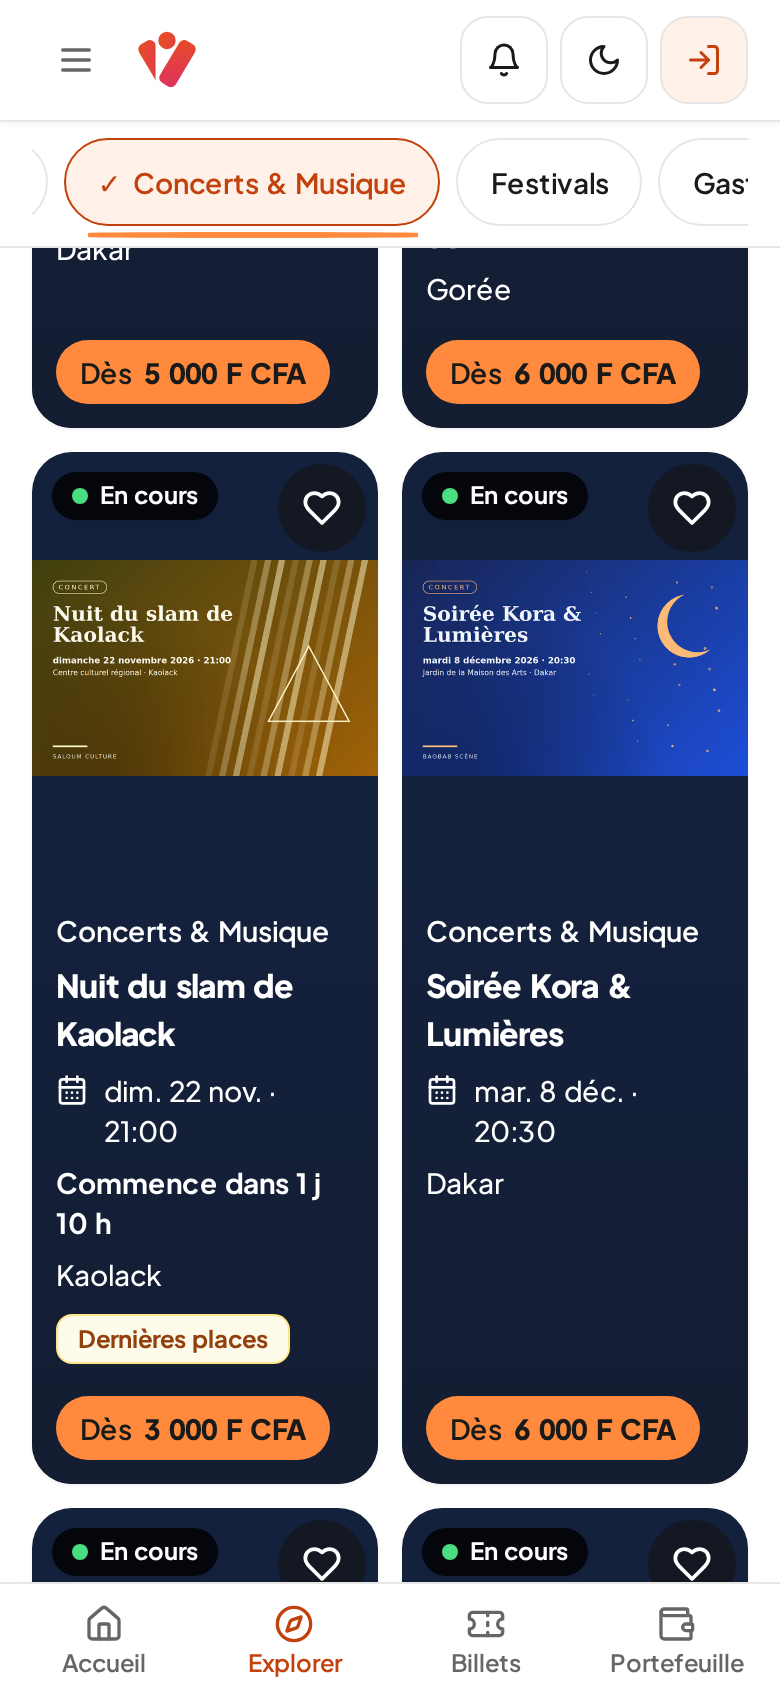 ✓ Concerts & Musique
Festivals
Dakar
Gorée
Dès 5 000 F CFA
Dès 6 000 F CFA
En cours
CONCERT
Nuit du slam de
Kaolack
dimanche 22 novembre 2026 · 21:00
Centre culturel régional · Kaolack
SALOUM CULTURE
Concerts & Musique
Nuit du slam de
Kaolack
dim. 22 nov. ·
21:00
Commence dans 1 j
10 h
Kaolack
Dernières places
Dès 3 000 F CFA
En cours
CONCERT
Soirée Kora &
Lumières
mardi 8 décembre 2026 · 20:30
Jardin de la Maison des Arts · Dakar
BAOBAB SCÈNE
Concerts & Musique
Soirée Kora &
Lumières
mar. 8 déc. ·
20:30
Dakar
Dès 6 000 F CFA
En cours
En cours
Accueil
Explorer
Billets
Portefeuille